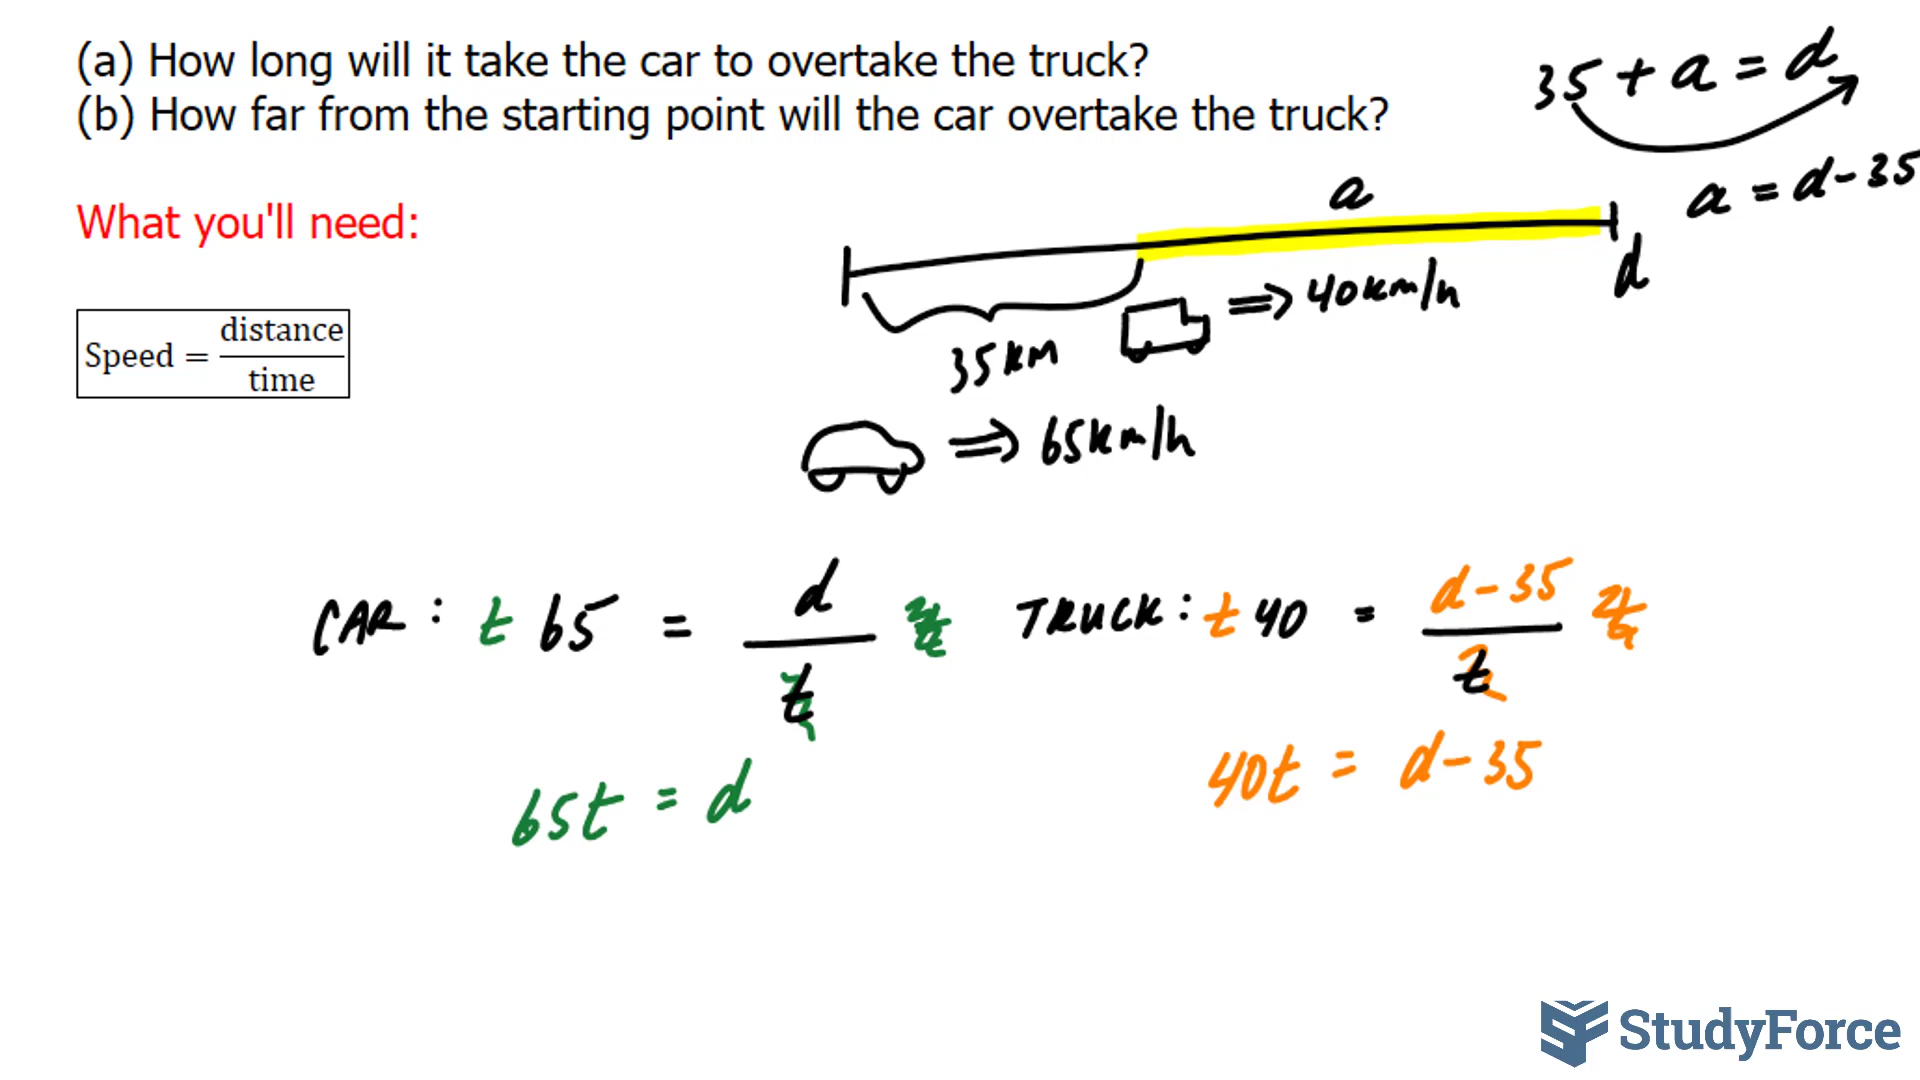 (a) How long will it take the car to overtake the truck?
(b) How far from the starting point will the car overtake the truck?
35 + a = d
a = d - 35
What you'll need:
a
d
40km/h
35km
Speed = distance/time
65km/h
CAR: t 65 = d/t
TRUCK: t 40 = d - 35/t
65t = d
40t = d - 35
StudyForce